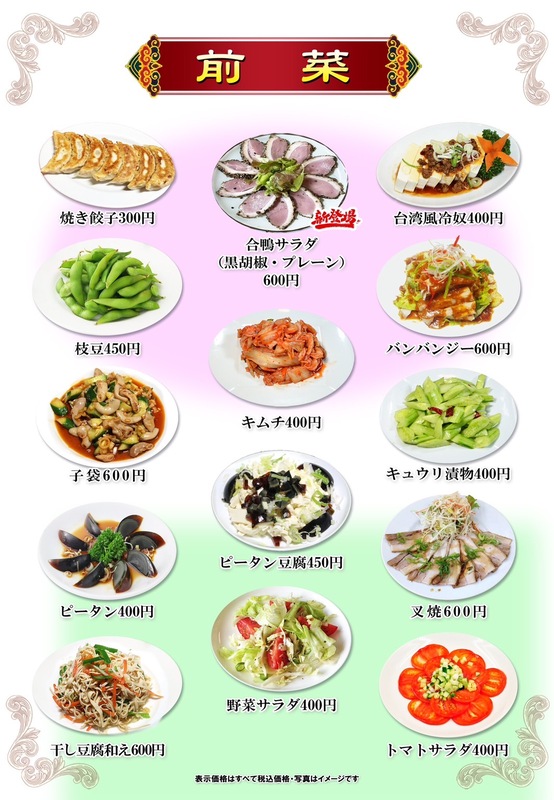 前菜
焼き餃子300円
新登場
合鴨サラダ
（黒胡椒・プレーン）
600円
台湾風冷奴400円
枝豆450円
バンバンジー600円
キムチ400円
子袋600円
キュウリ漬物400円
ピータン豆腐450円
ピータン400円
叉焼600円
野菜サラダ400円
干し豆腐和え600円
トマトサラダ400円
表示価格はすべて税込価格・写真はイメージです